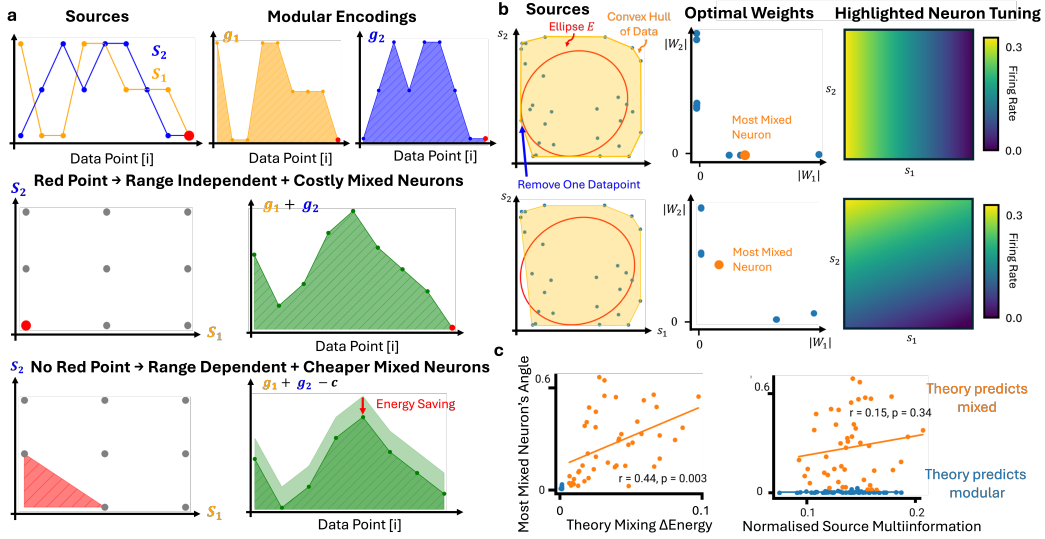 a
Sources
Modular Encodings
S₂
S₁
g₁
g₂
Data Point [i]
Data Point [i]
Data Point [i]
Red Point → Range Independent + Costly Mixed Neurons
S₂
S₁
g₁ + g₂
Data Point [i]
No Red Point → Range Dependent + Cheaper Mixed Neurons
S₂
S₁
g₁ + g₂ − c
Energy Saving
Data Point [i]
b
Sources
Optimal Weights
Highlighted Neuron Tuning
s₂
Ellipse E
Convex Hull
of Data
Remove One Datapoint
|W₂|
0
Most Mixed
Neuron
0
|W₁|
s₂
s₁
0.3
0.0
Firing Rate
s₂
s₁
|W₂|
0
Most Mixed
Neuron
0
|W₁|
s₂
s₁
0.3
0.0
Firing Rate
c
Most Mixed Neuron's Angle
0.6
0
r = 0.44, p = 0.003
0
0.1
Theory Mixing ΔEnergy
0.6
0
r = 0.15, p = 0.34
0.1
0.2
Normalised Source Multiinformation
Theory predicts
mixed
Theory predicts
modular